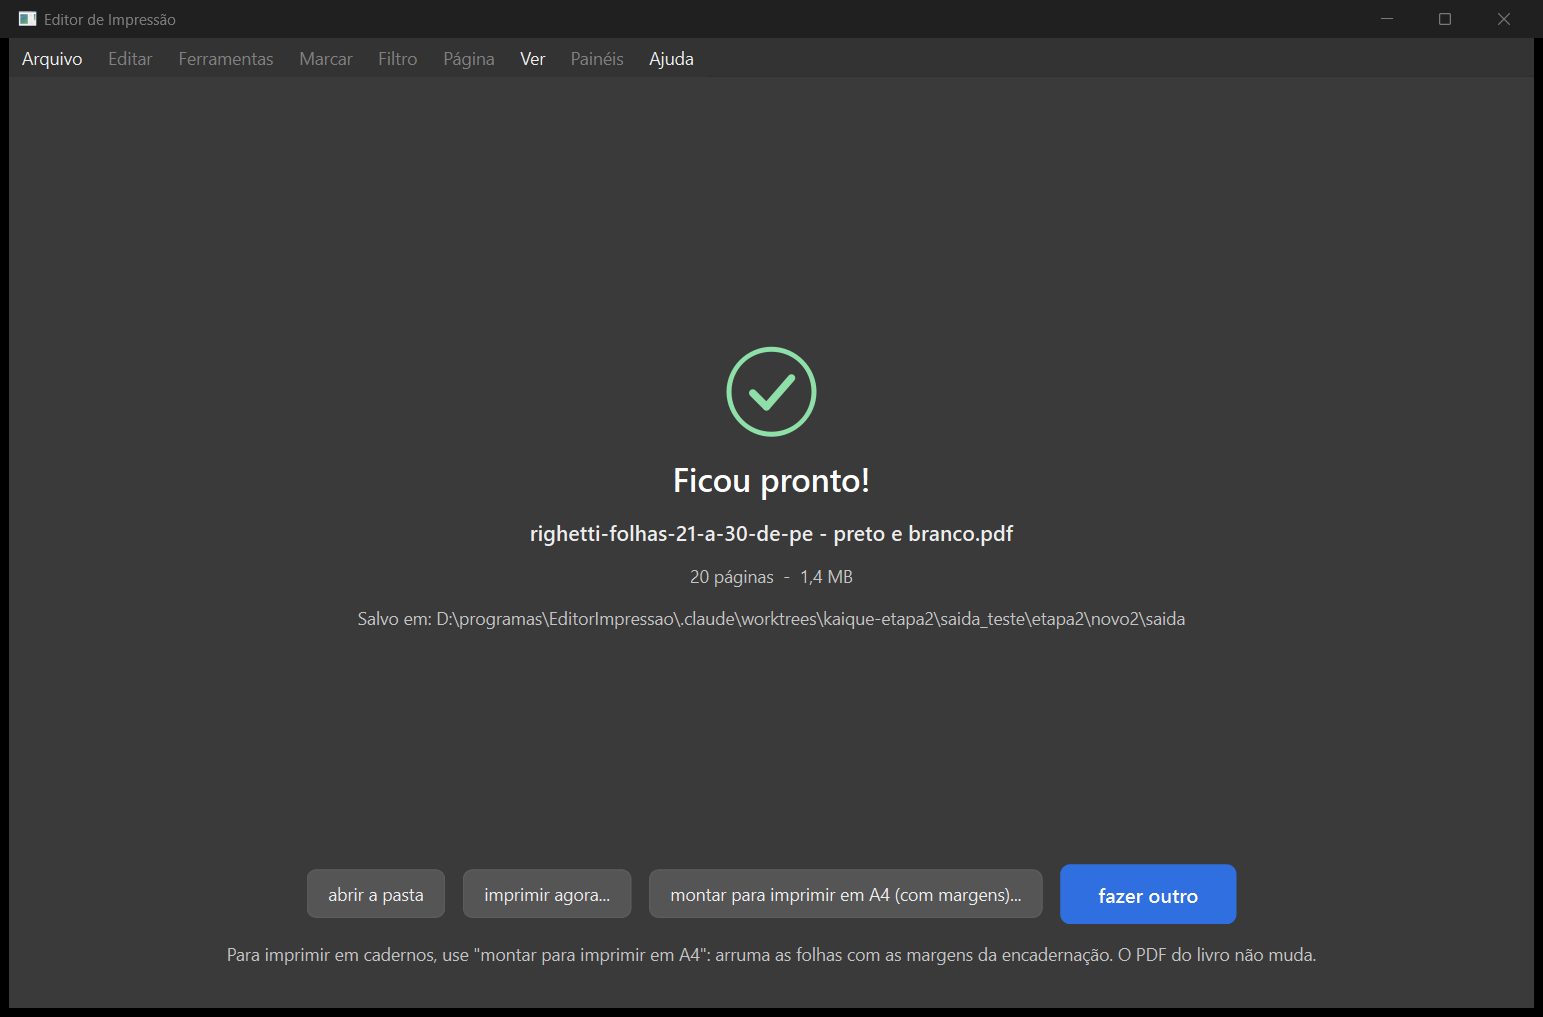 Editor de Impressão
Arquivo Editar Ferramentas Marcar Filtro Página Ver Painéis Ajuda
Ficou pronto!
righetti-folhas-21-a-30-de-pe - preto e branco.pdf
20 páginas - 1,4 MB
Salvo em: D:\programas\EditorImpressao\.claude\worktrees\kaique-etapa2\saida_teste\etapa2\novo2\saida
abrir a pasta imprimir agora... montar para imprimir em A4 (com margens)... fazer outro
Para imprimir em cadernos, use "montar para imprimir em A4": arruma as folhas com as margens da encadernação. O PDF do livro não muda.